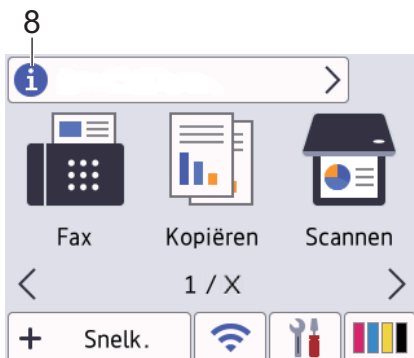 8
i
Fax Kopiëren Scannen
1 / X
+ Snelk.